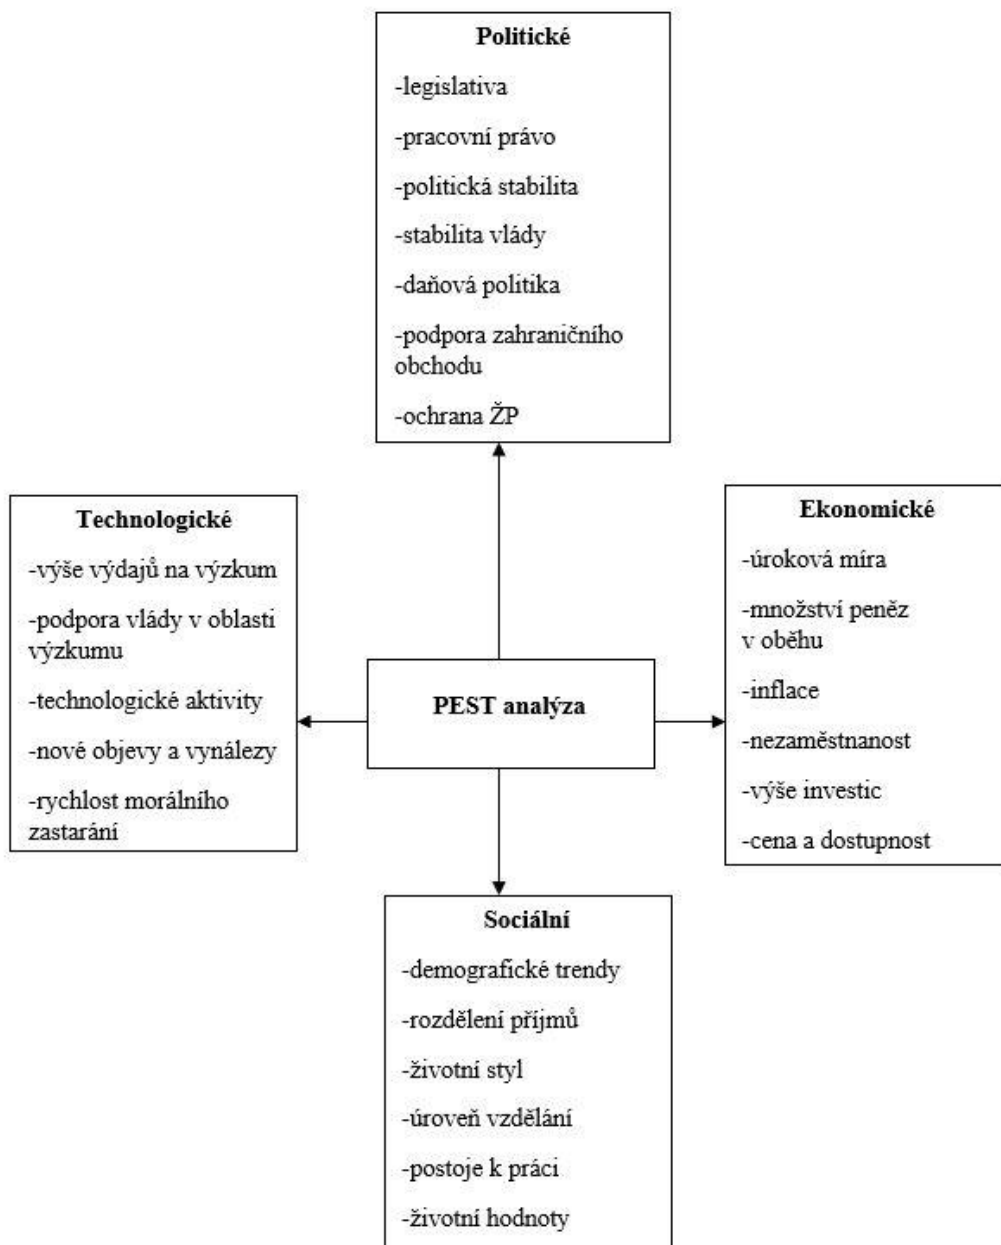 Politické
-legislativa
-pracovní právo
-politická stabilita
-stabilita vlády
-daňová politika
-podpora zahraničního
obchodu
-ochrana ŽP
Technologické
-výše výdajů na výzkum
-podpora vlády v oblasti
výzkumu
-technologické aktivity
-nové objevy a vynálezy
-rychlost morálního
zastarání
PEST analýza
Ekonomické
-úroková míra
-množství peněz
v oběhu
-inflace
-nezaměstnanost
-výše investic
-cena a dostupnost
Sociální
-demografické trendy
-rozdělení příjmů
-životní styl
-úroveň vzdělání
-postoje k práci
-životní hodnoty